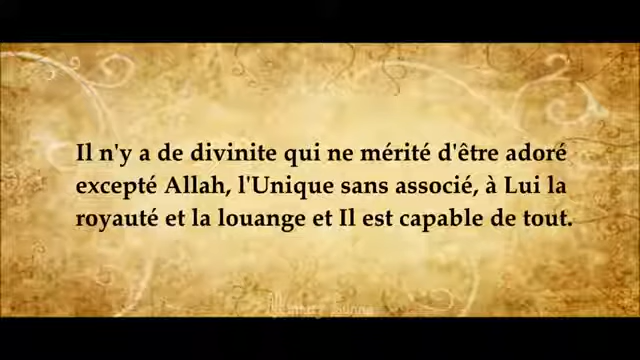 Il n'y a de divinite qui ne mérité d'être adoré
excepté Allah, l'Unique sans associé, à Lui la
royauté et la louange et Il est capable de tout.